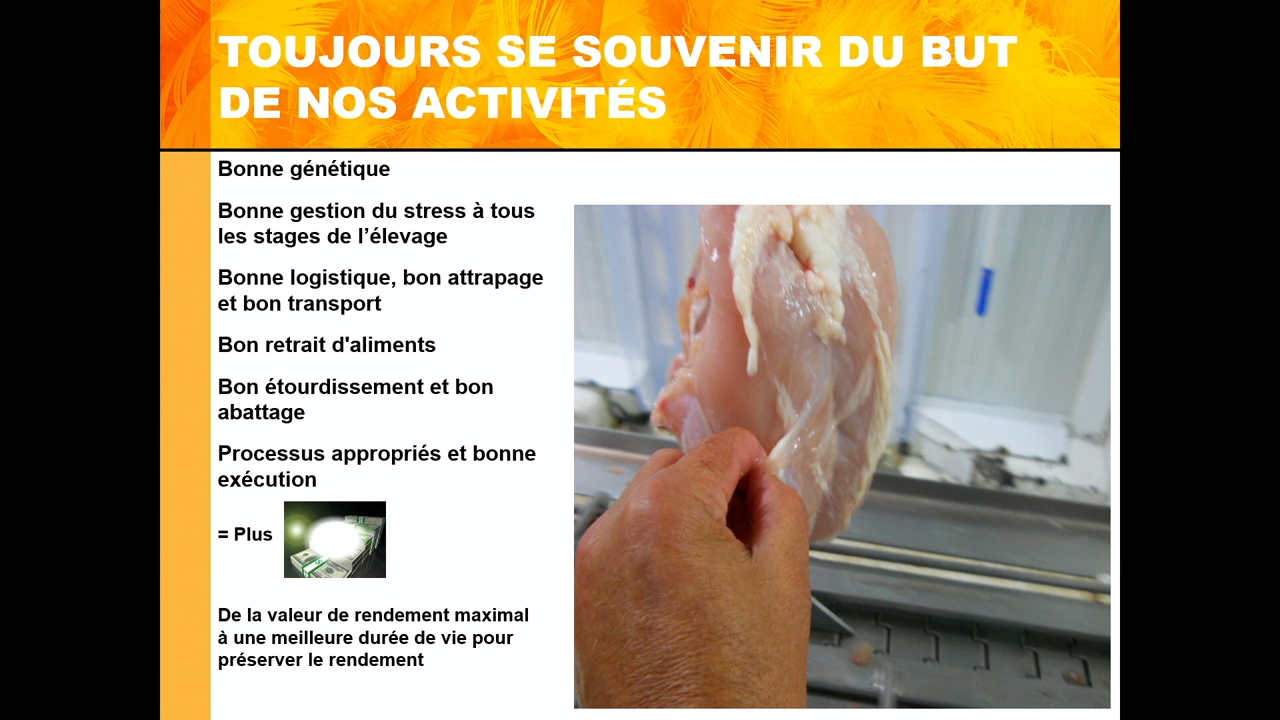 TOUJOURS SE SOUVENIR DU BUT
DE NOS ACTIVITÉS
Bonne génétique
Bonne gestion du stress à tous
les stages de l’élevage
Bonne logistique, bon attrapage
et bon transport
Bon retrait d'aliments
Bon étourdissement et bon
abattage
Processus appropriés et bonne
exécution
= Plus
De la valeur de rendement maximal
à une meilleure durée de vie pour
préserver le rendement